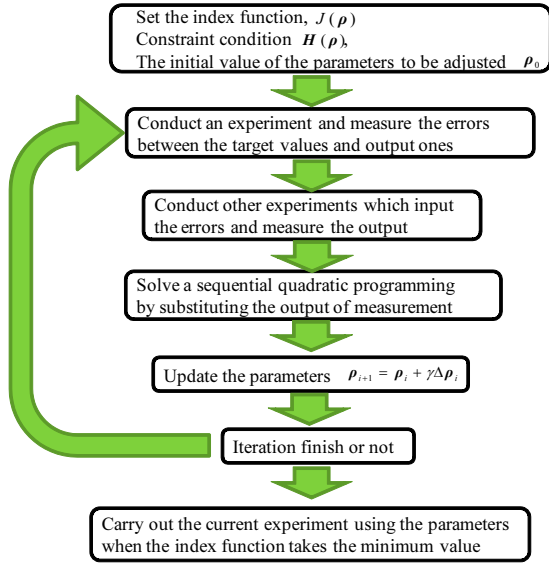 Set the index function, J(ρ)
Constraint condition H(ρ),
The initial value of the parameters to be adjusted ρ₀
Conduct an experiment and measure the errors
between the target values and output ones
Conduct other experiments which input
the errors and measure the output
Solve a sequential quadratic programming
by substituting the output of measurement
Update the parameters ρᵢ₊₁ = ρᵢ + γΔρᵢ
Iteration finish or not
Carry out the current experiment using the parameters
when the index function takes the minimum value